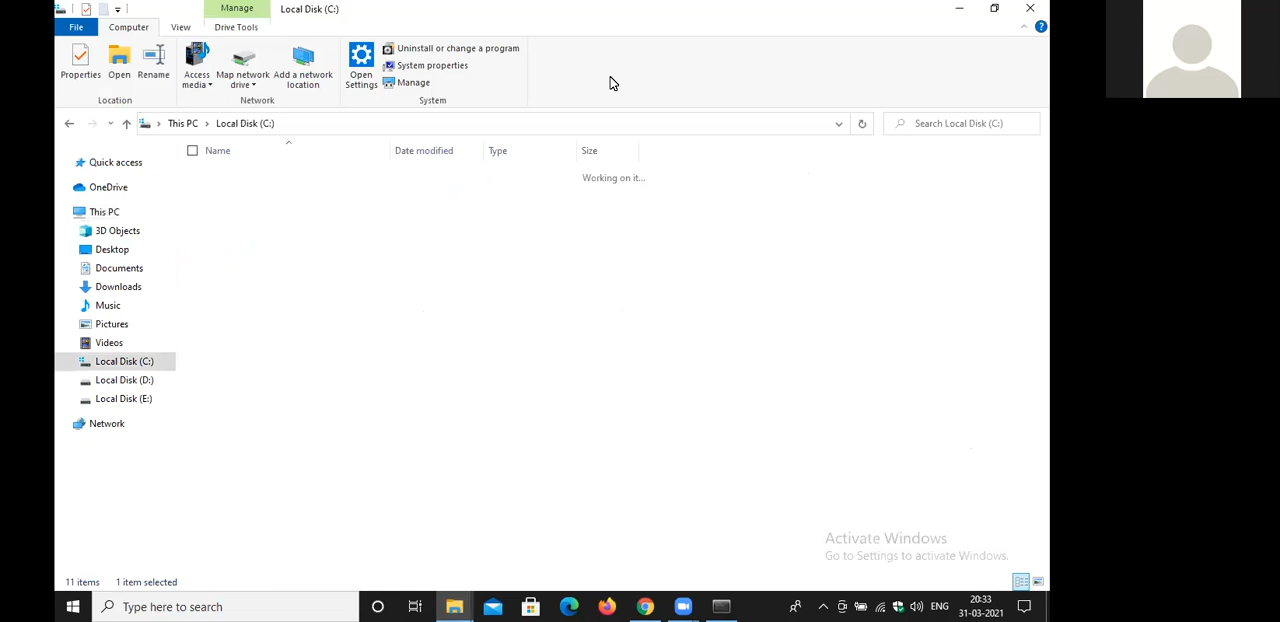 Manage
Local Disk (C:)
File
Computer
View
Drive Tools
Properties
Open
Rename
Access media
Map network drive
Add a network location
Open Settings
Uninstall or change a program
System properties
Manage
Location
Network
System
This PC
Local Disk (C:)
Search Local Disk (C:)
Name
Date modified
Type
Size
Working on it...
Quick access
OneDrive
This PC
3D Objects
Desktop
Documents
Downloads
Music
Pictures
Videos
Local Disk (C:)
Local Disk (D:)
Local Disk (E:)
Network
Activate Windows
Go to Settings to activate Windows.
11 items
1 item selected
Type here to search
ENG
20:33
31-03-2021